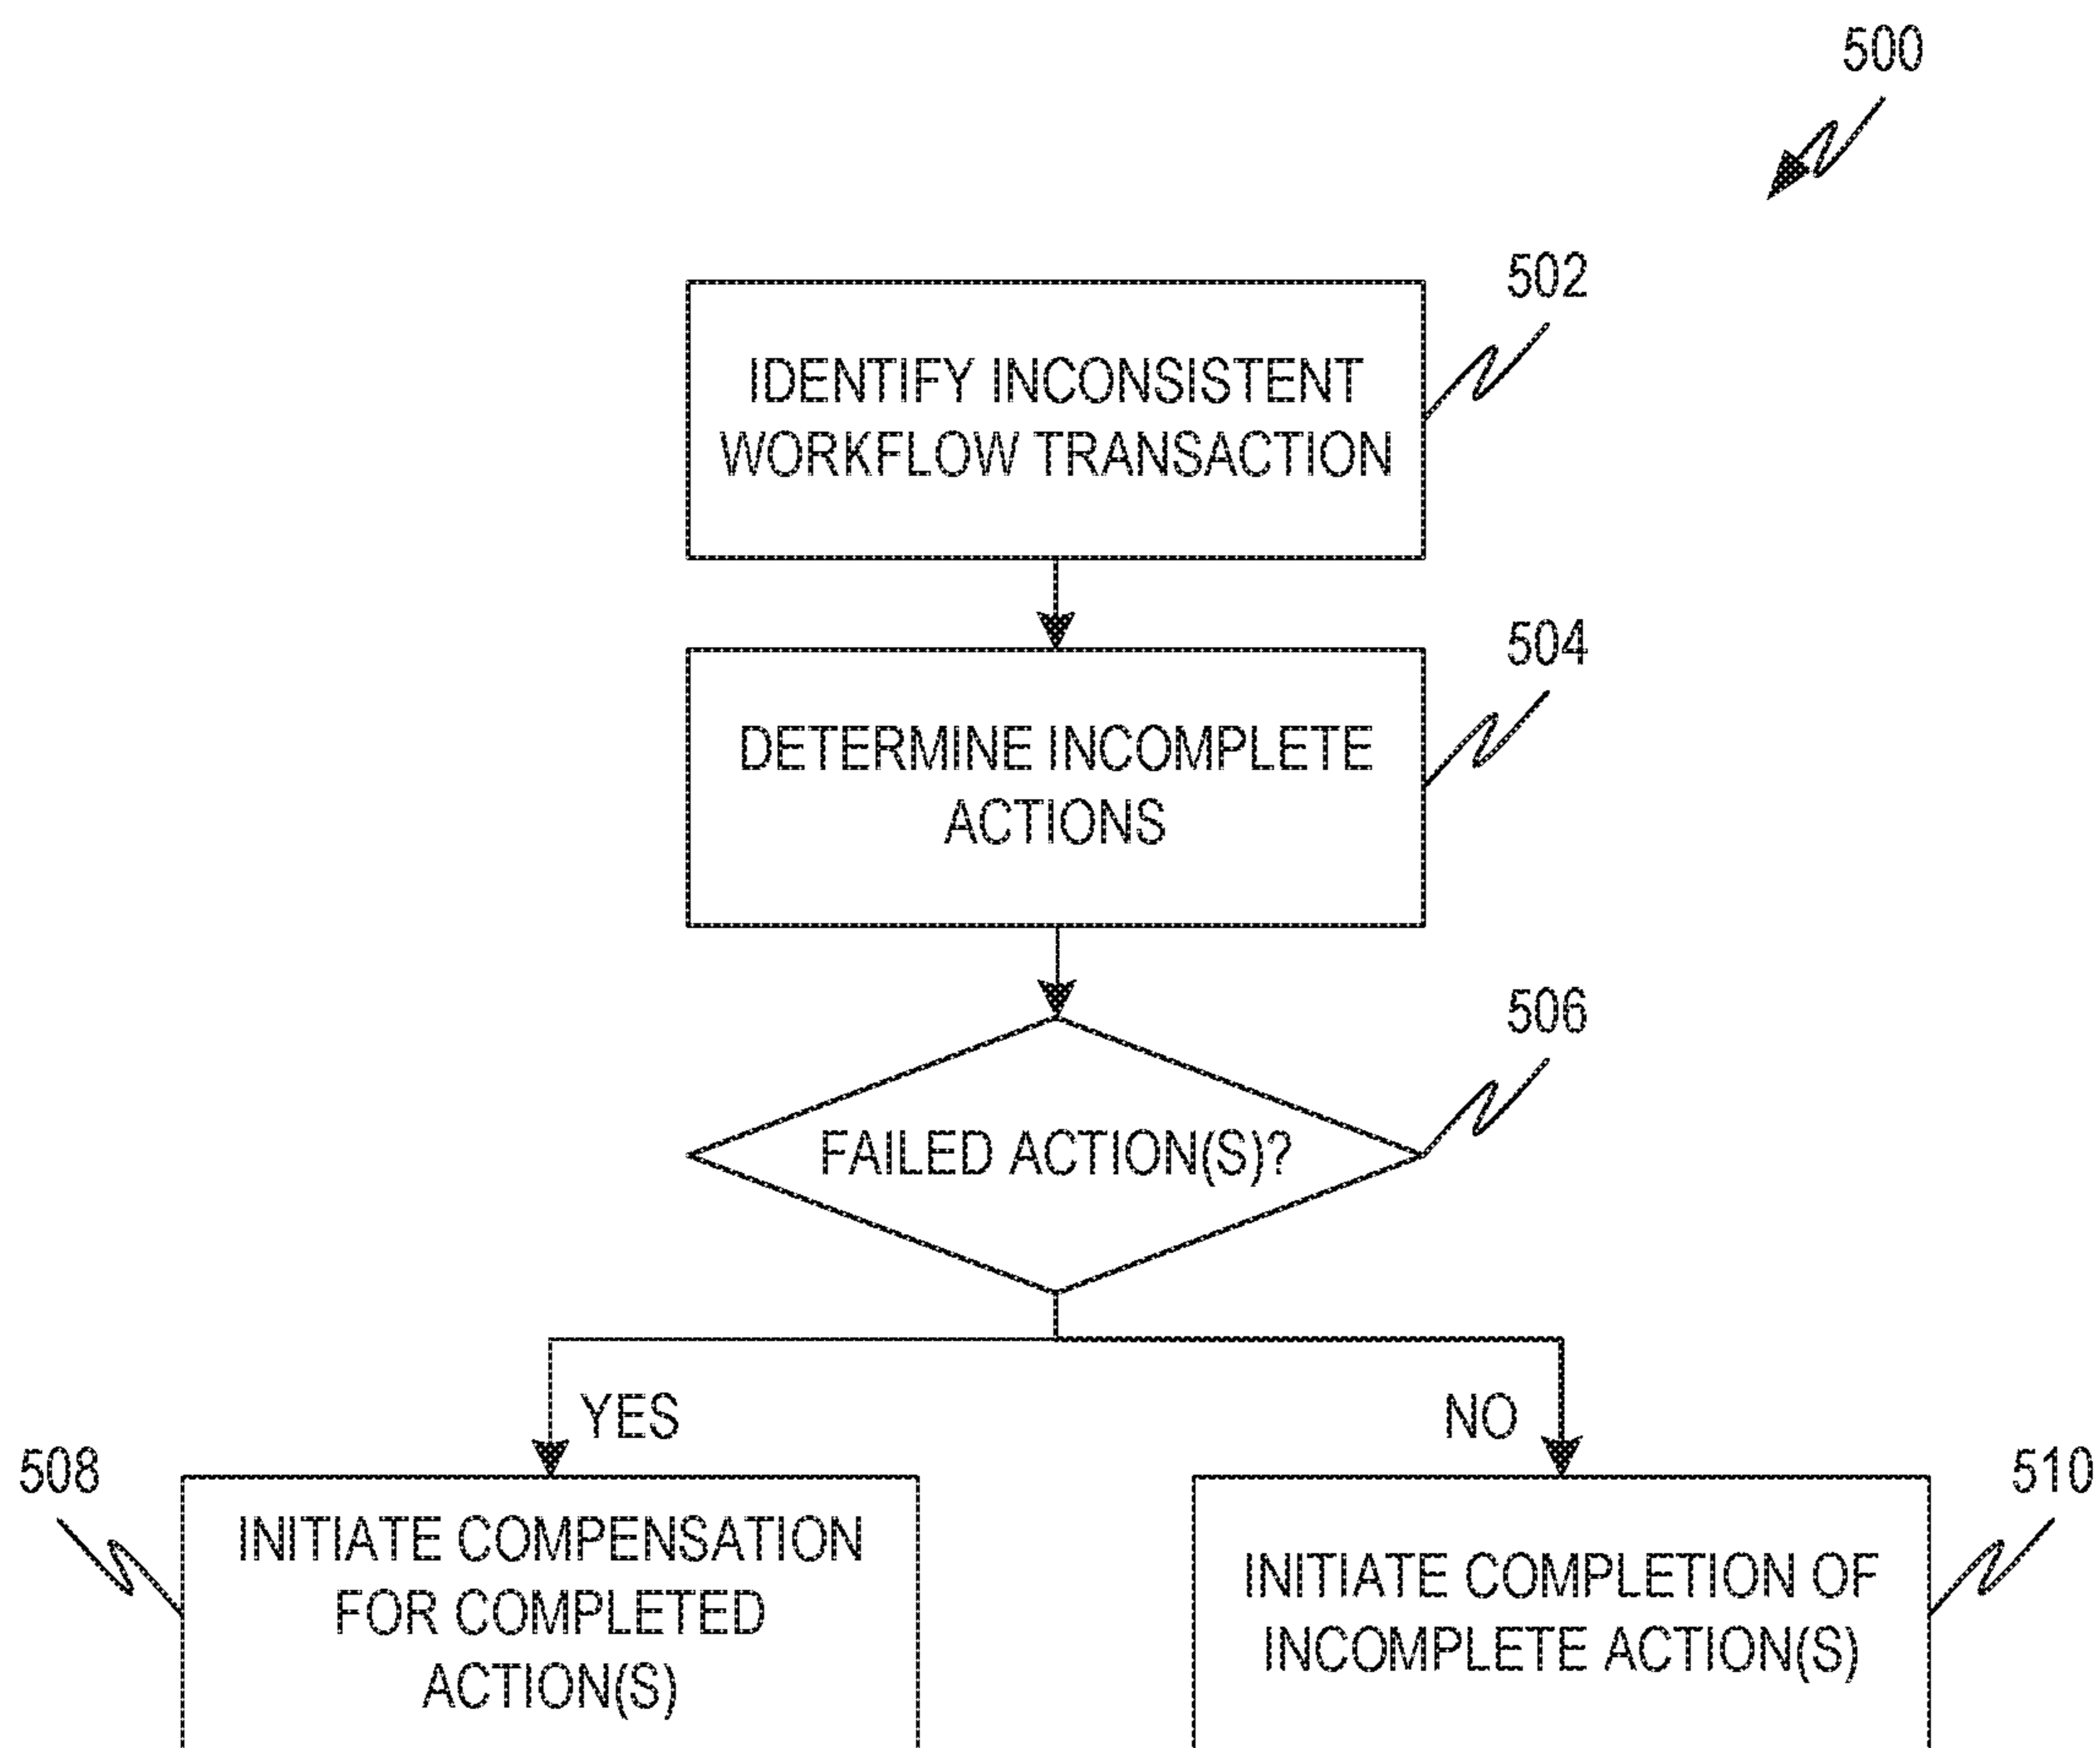 500
502
IDENTIFY INCONSISTENT
WORKFLOW TRANSACTION
504
DETERMINE INCOMPLETE
ACTIONS
506
FAILED ACTION(S)?
YES
NO
508
510
INITIATE COMPENSATION
FOR COMPLETED
ACTION(S)
INITIATE COMPLETION OF
INCOMPLETE ACTION(S)